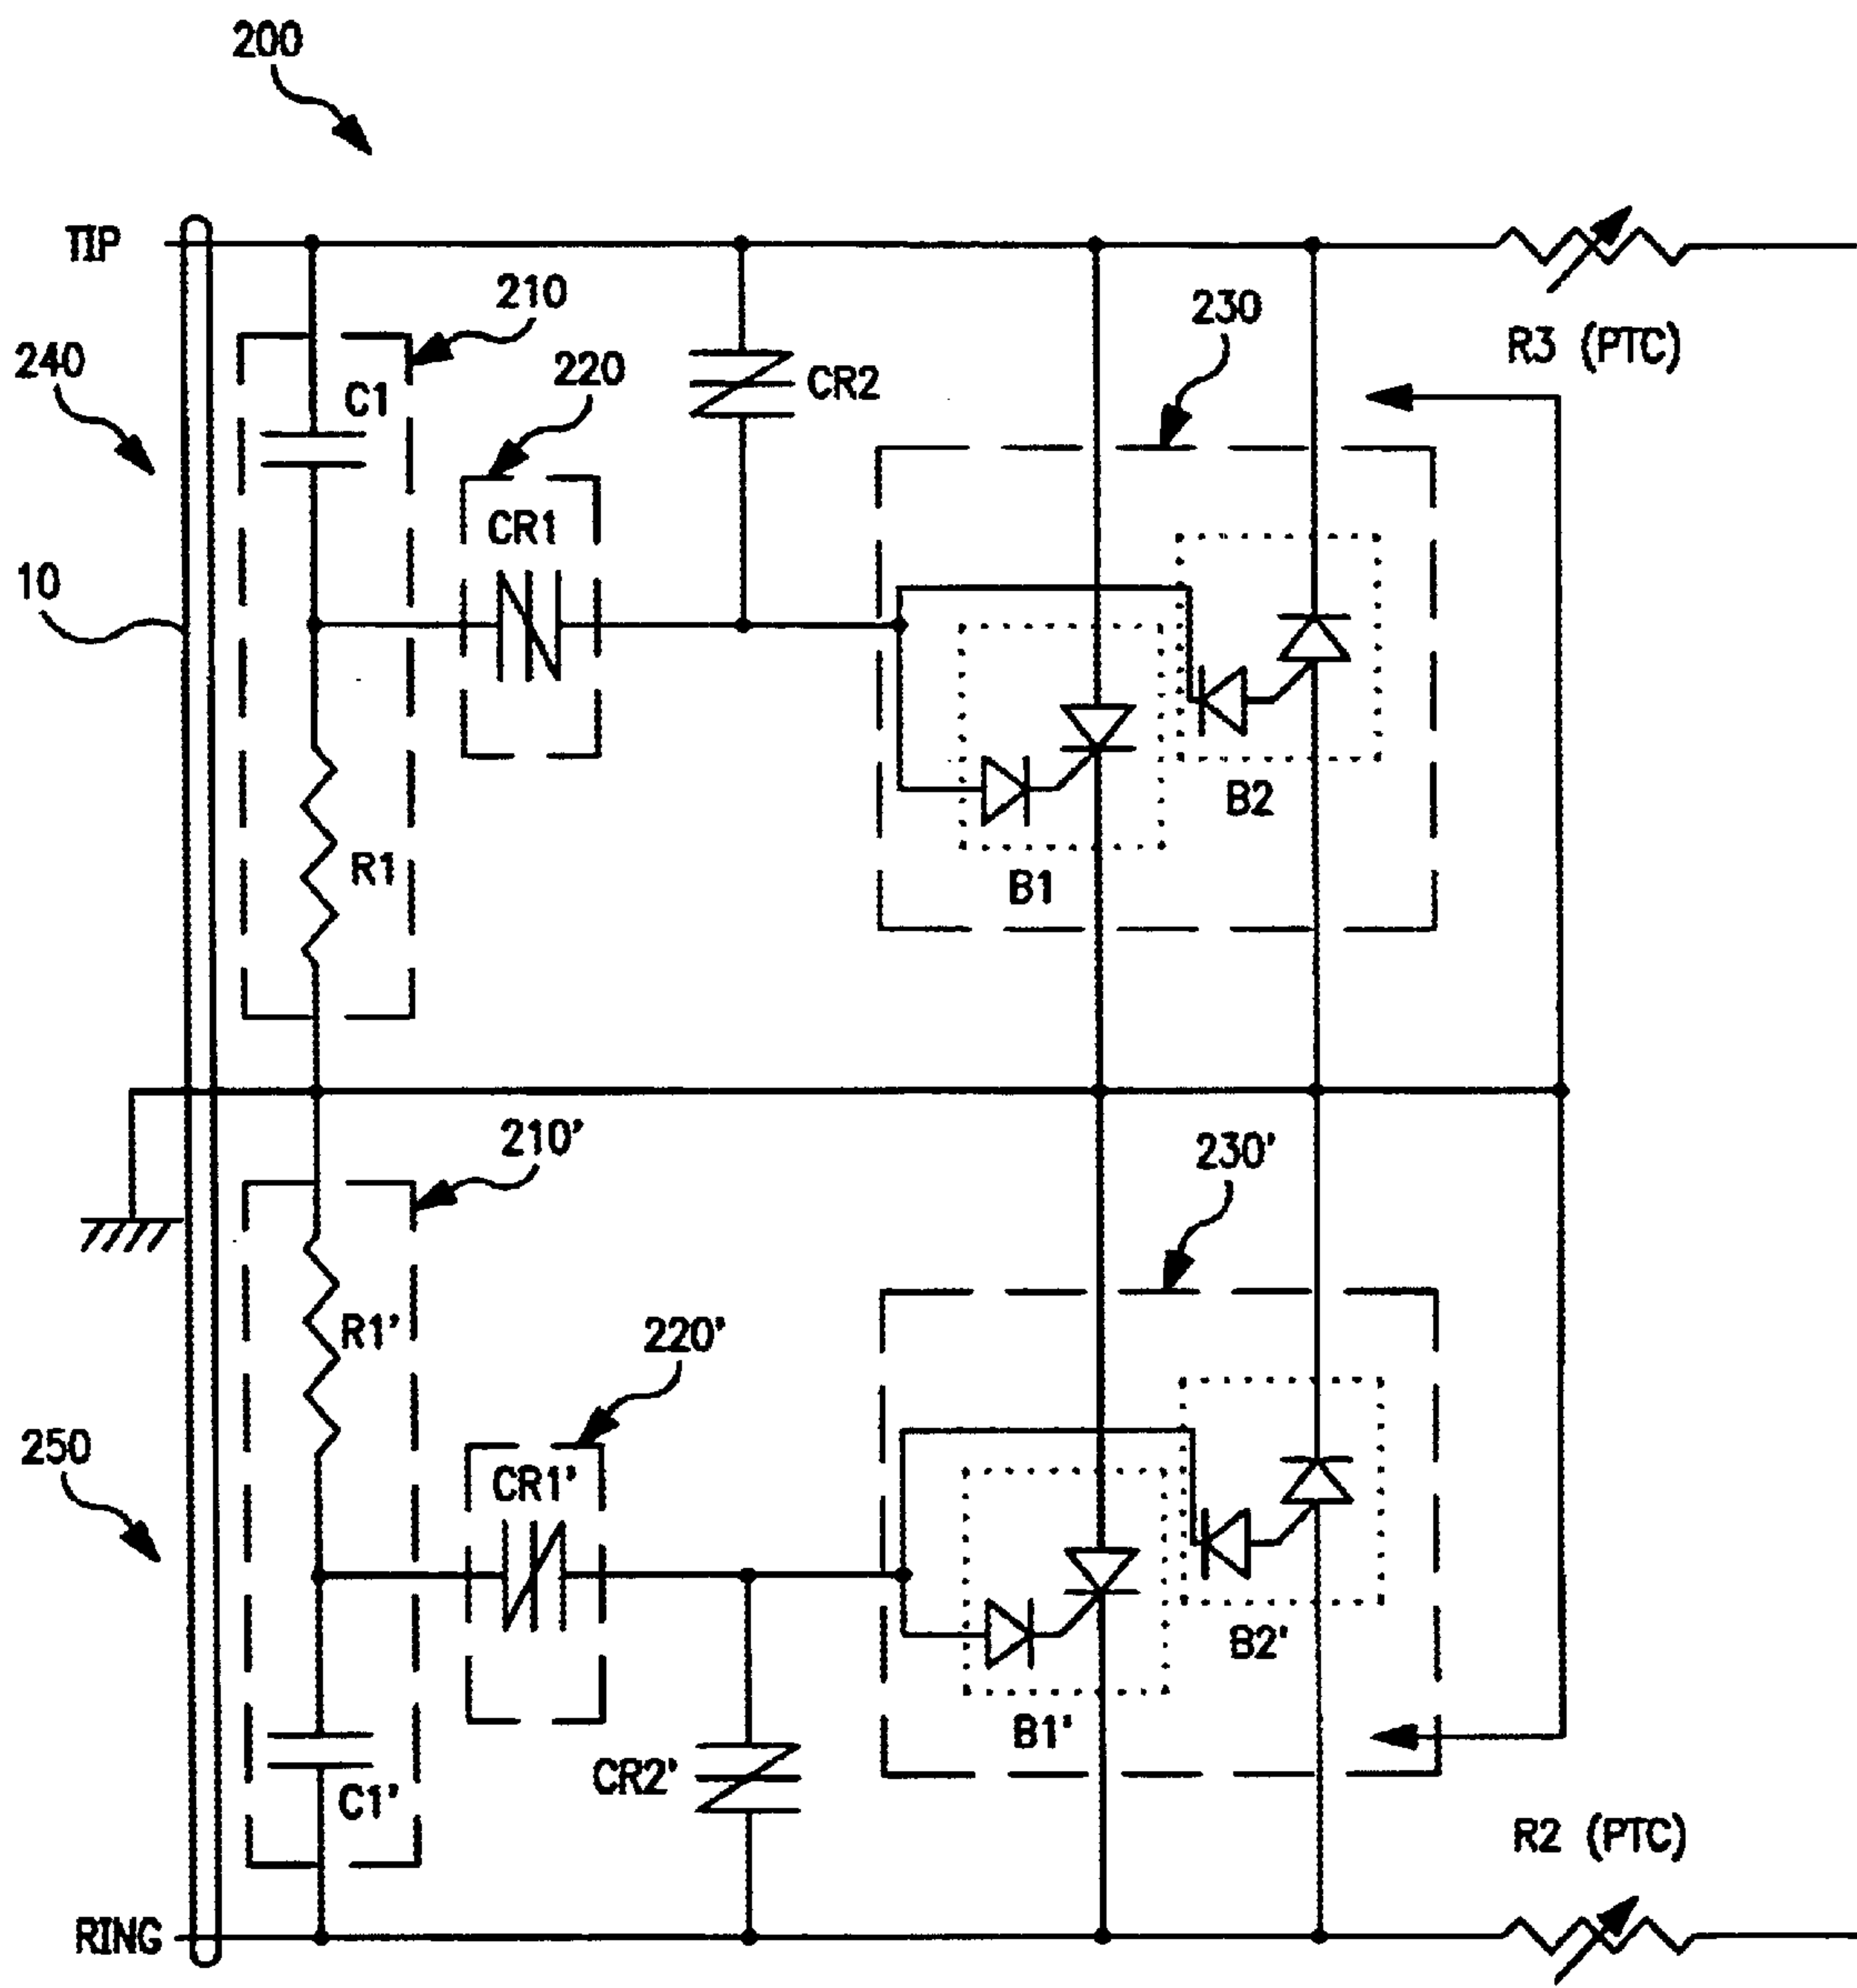 200
TIP
210
230
R3 (PTC)
240
220
C1
CR2
CR1
10
B2
R1
B1
210'
230'
R1'
220'
250
CR1'
B2'
B1'
CR2'
C1'
R2 (PTC)
RING